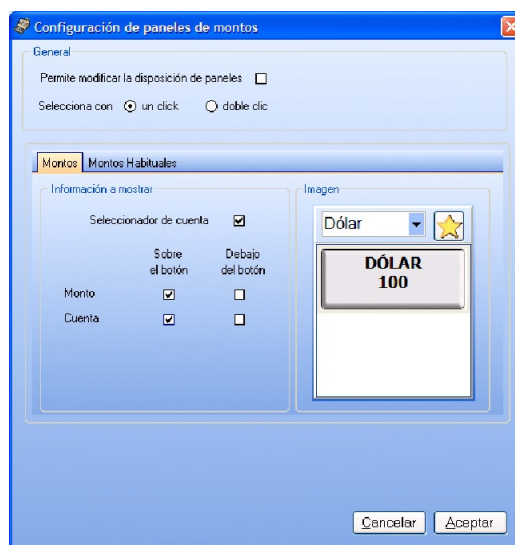 Configuración de paneles de montos
General
Permite modificar la disposición de paneles
Selecciona con un click doble clic
Montos Montos Habituales
Información a mostrar
Imagen
Seleccionador de cuenta
Dólar
Sobre el botón
Debajo del botón
DÓLAR
100
Monto
Cuenta
Cancelar Aceptar